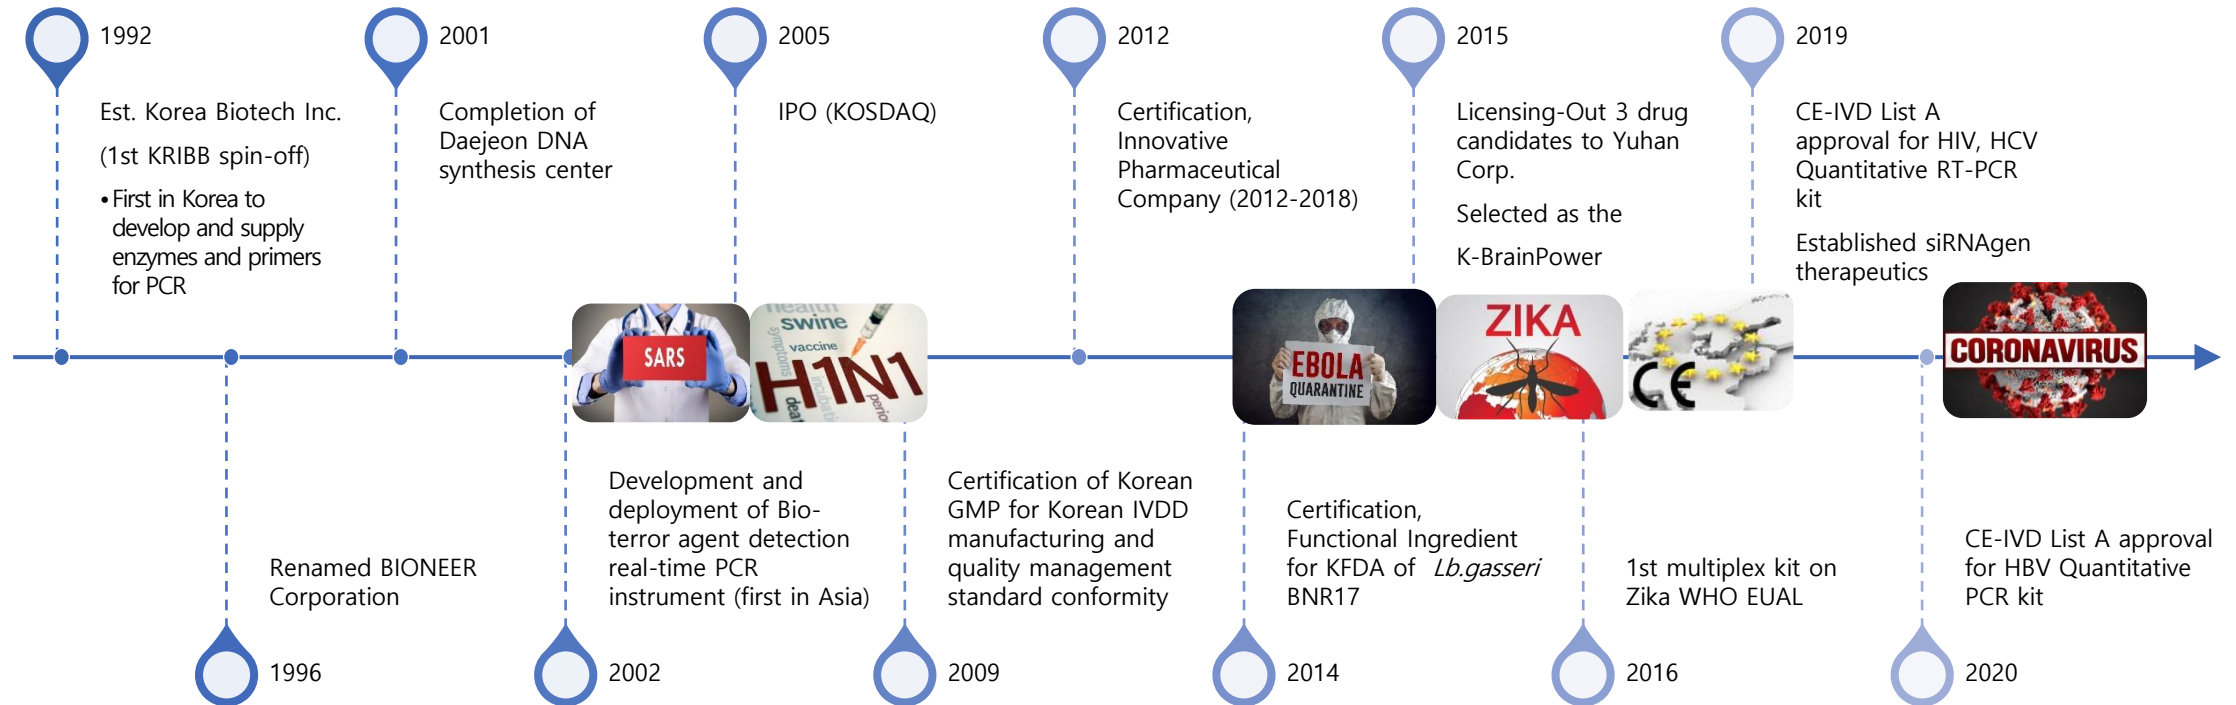 1992
Est. Korea Biotech Inc.
(1st KRIBB spin-off)
• First in Korea to
develop and supply
enzymes and primers
for PCR
2001
Completion of
Daejeon DNA
synthesis center
2005
IPO (KOSDAQ)
2012
Certification,
Innovative
Pharmaceutical
Company (2012-2018)
2015
Licensing-Out 3 drug
candidates to Yuhan
Corp.
Selected as the
K-BrainPower
2019
CE-IVD List A
approval for HIV, HCV
Quantitative RT-PCR
kit
Established siRNAgen
therapeutics
SARS
health
swine
symptoms
vaccine
H1N1
EBOLA
QUARANTINE
ZIKA
CE
CORONAVIRUS
Renamed BIONEER
Corporation
1996
Development and
deployment of Bio-
terror agent detection
real-time PCR
instrument (first in Asia)
2002
Certification of Korean
GMP for Korean IVDD
manufacturing and
quality management
standard conformity
2009
Certification,
Functional Ingredient
for KFDA of Lb.gasseri
BNR17
2014
1st multiplex kit on
Zika WHO EUAL
2016
CE-IVD List A approval
for HBV Quantitative
PCR kit
2020